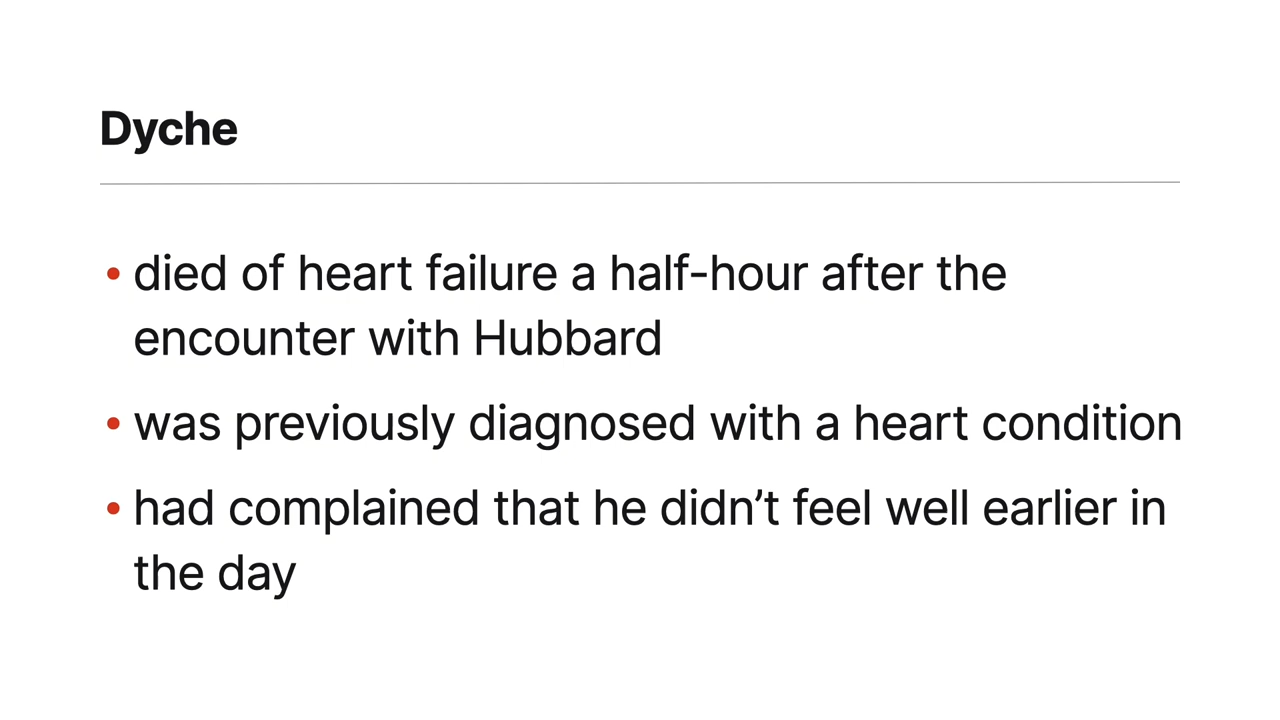 Dyche
• died of heart failure a half-hour after the
encounter with Hubbard
• was previously diagnosed with a heart condition
• had complained that he didn’t feel well earlier in
the day